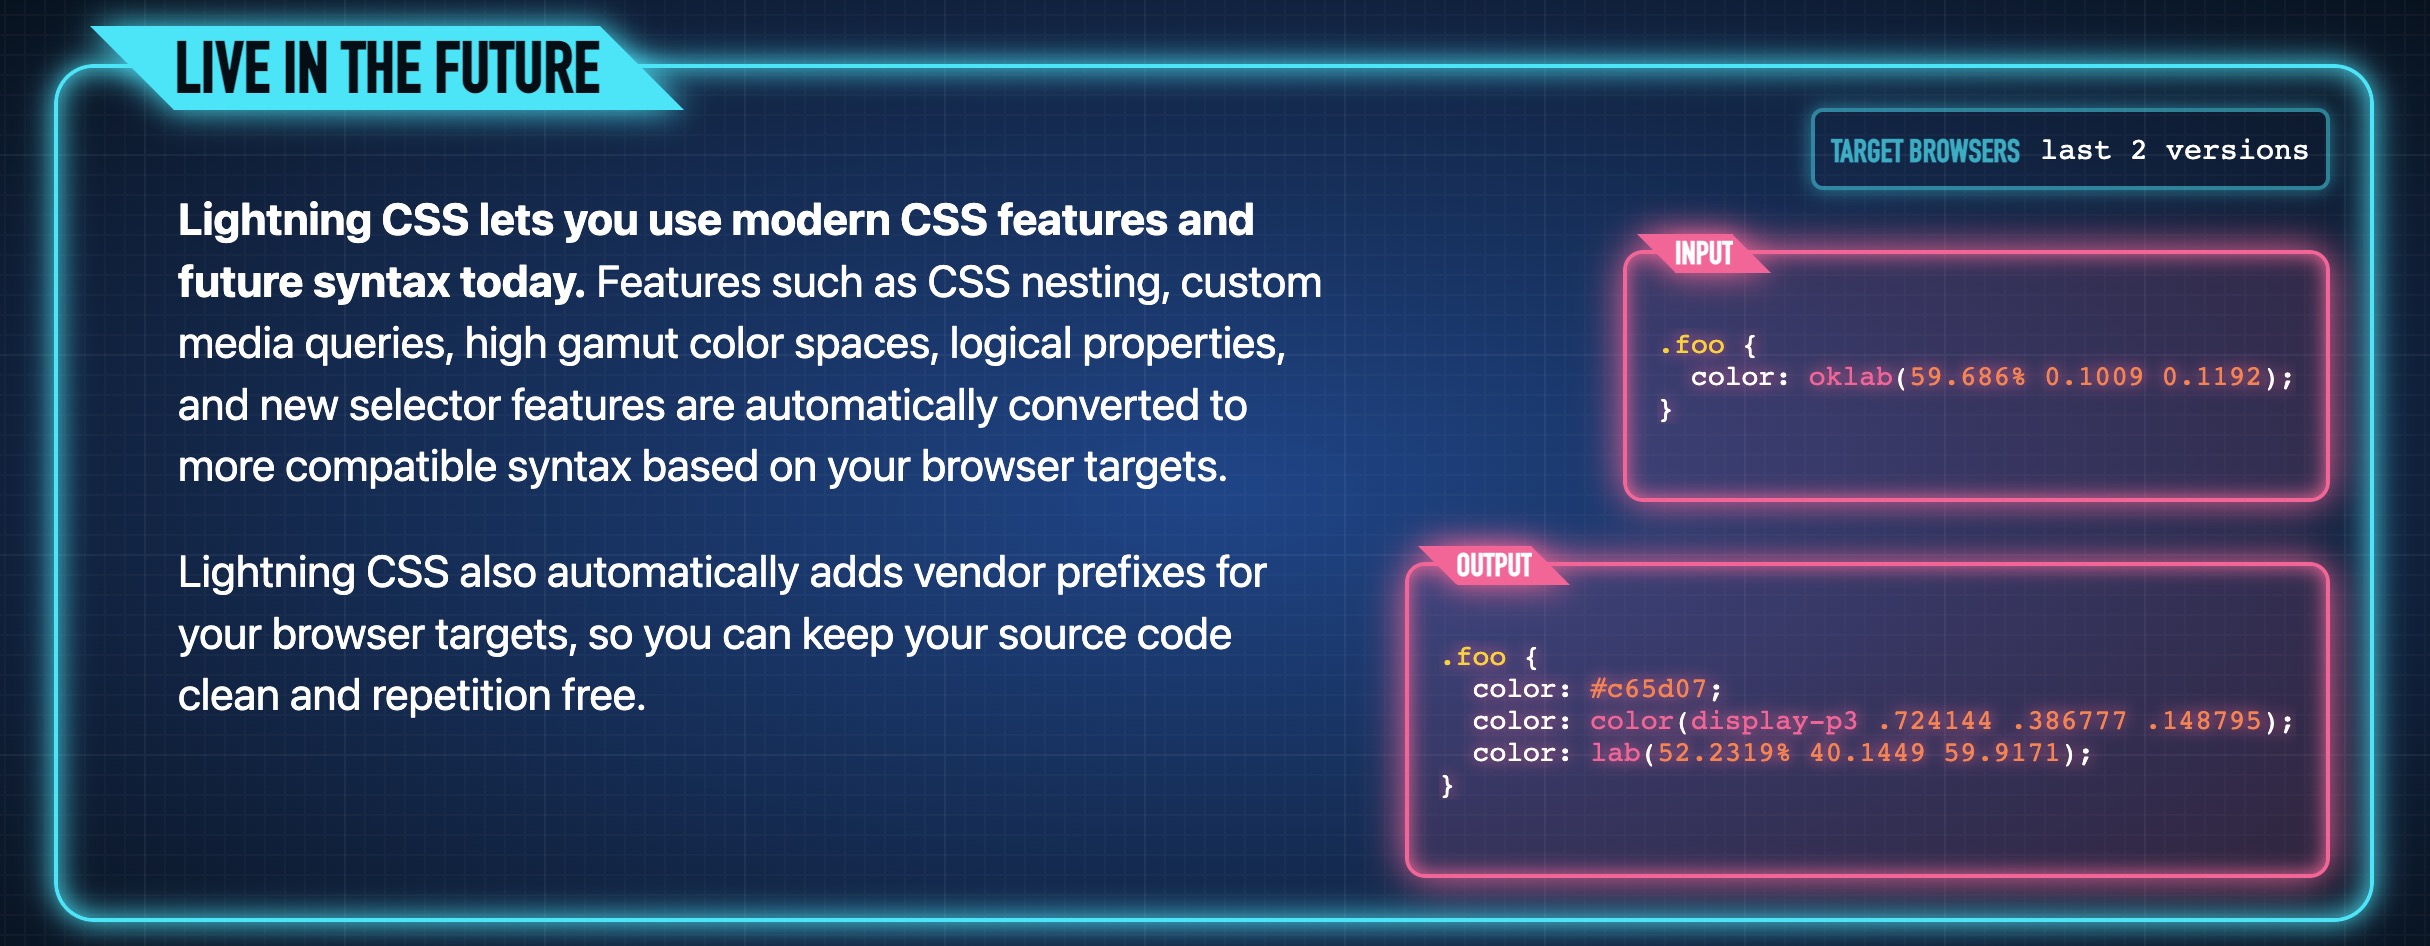 LIVE IN THE FUTURE
Lightning CSS lets you use modern CSS features and
future syntax today. Features such as CSS nesting, custom
media queries, high gamut color spaces, logical properties,
and new selector features are automatically converted to
more compatible syntax based on your browser targets.
Lightning CSS also automatically adds vendor prefixes for
your browser targets, so you can keep your source code
clean and repetition free.
TARGET BROWSERS last 2 versions
INPUT
.foo {
  color: oklab(59.686% 0.1009 0.1192);
}
OUTPUT
.foo {
  color: #c65d07;
  color: color(display-p3 .724144 .386777 .148795);
  color: lab(52.2319% 40.1449 59.9171);
}